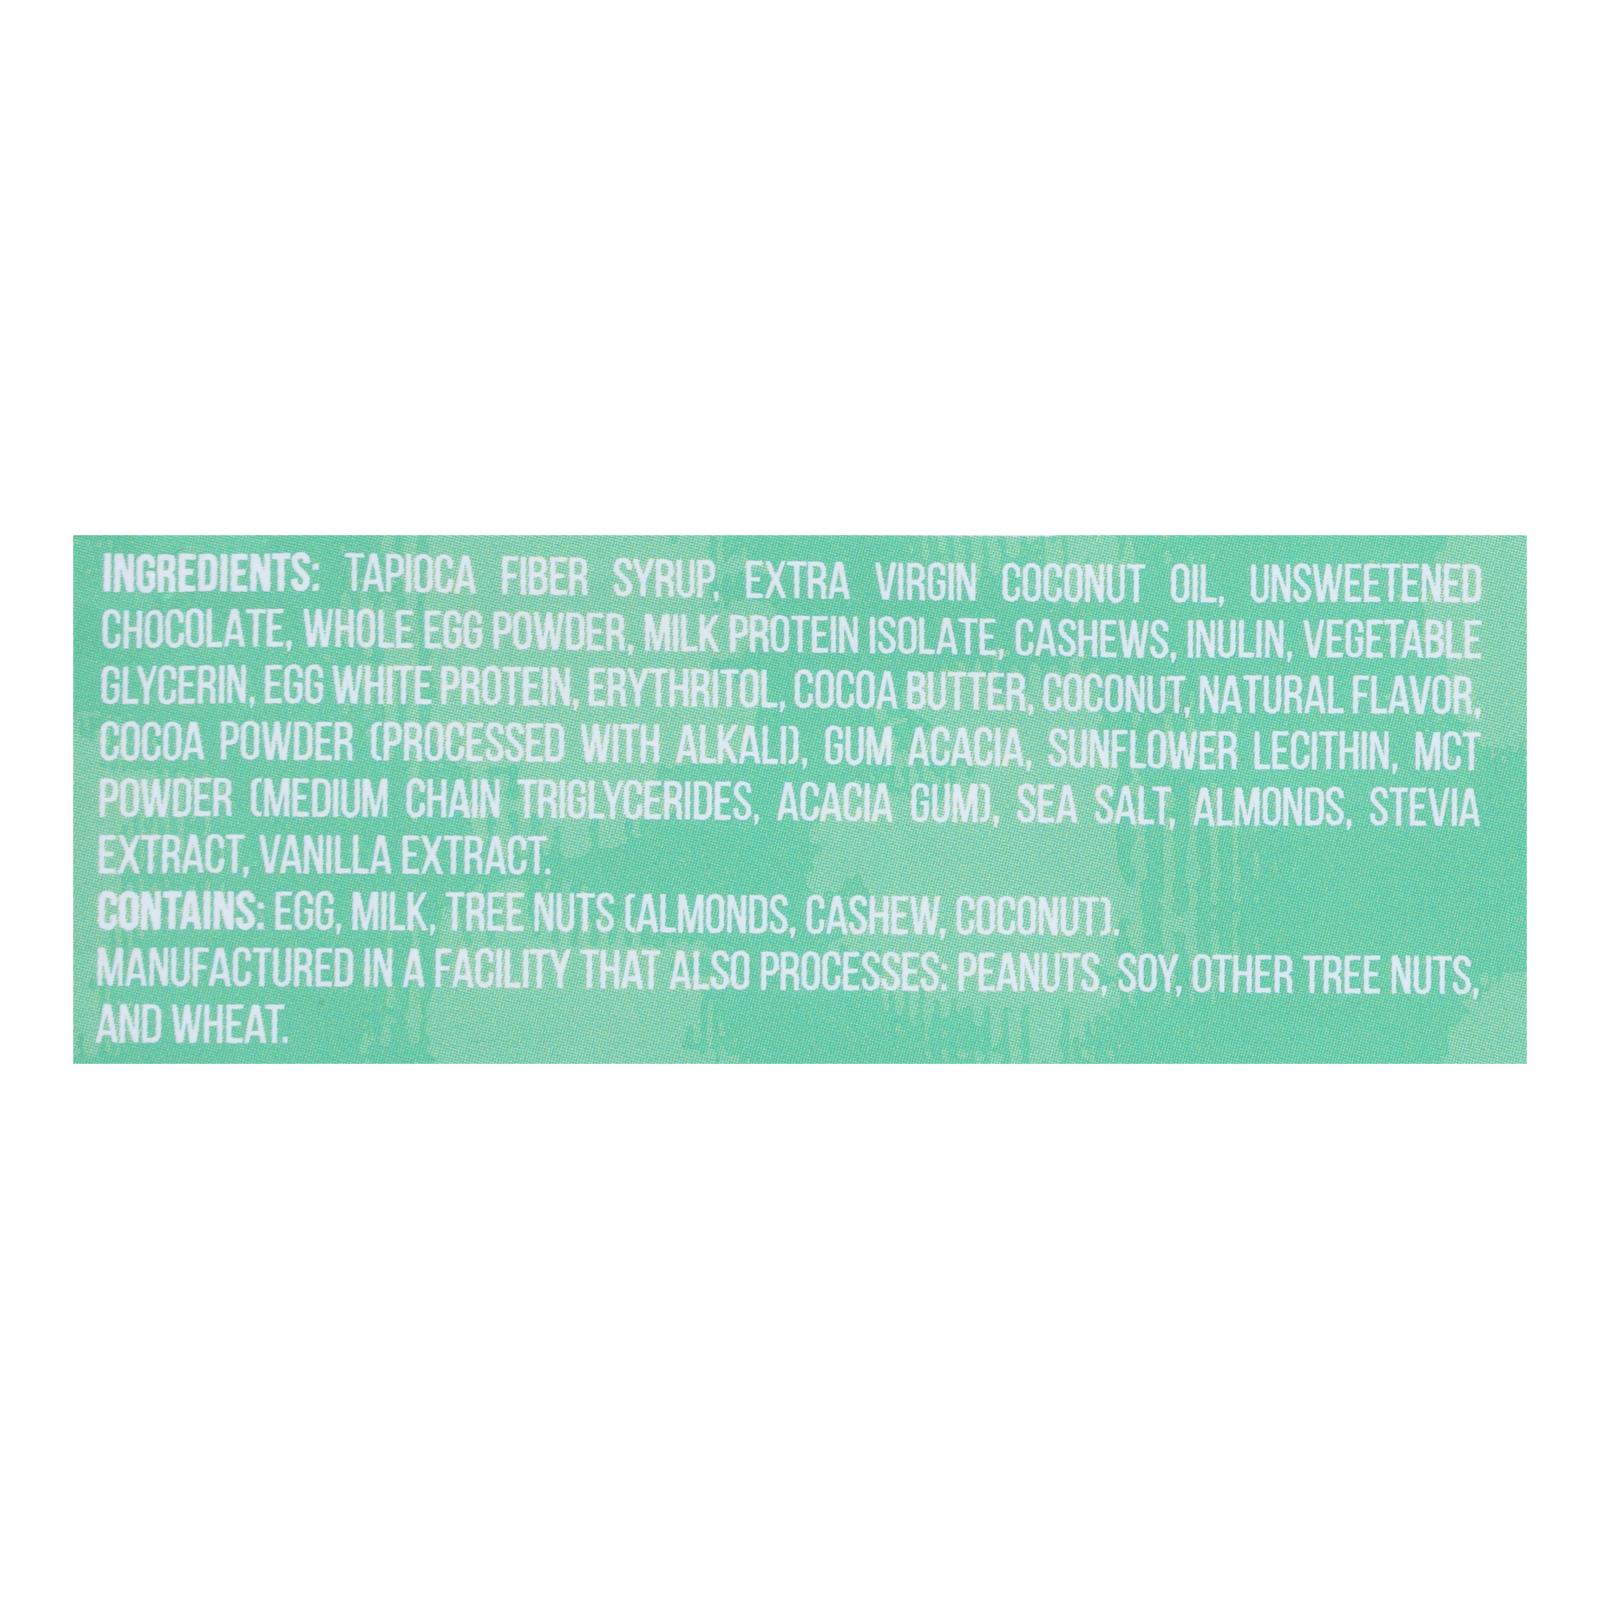 INGREDIENTS: TAPIOCA FIBER SYRUP, EXTRA VIRGIN COCONUT OIL, UNSWEETENED
CHOCOLATE, WHOLE EGG POWDER, MILK PROTEIN ISOLATE, CASHEWS, INULIN, VEGETABLE
GLYCERIN, EGG WHITE PROTEIN, ERYTHRITOL, COCOA BUTTER, COCONUT, NATURAL FLAVOR,
COCOA POWDER (PROCESSED WITH ALKALI), GUM ACACIA, SUNFLOWER LECITHIN, MCT
POWDER (MEDIUM CHAIN TRIGLYCERIDES, ACACIA GUM), SEA SALT, ALMONDS, STEVIA
EXTRACT, VANILLA EXTRACT.
CONTAINS: EGG, MILK, TREE NUTS (ALMONDS, CASHEW, COCONUT).
MANUFACTURED IN A FACILITY THAT ALSO PROCESSES: PEANUTS, SOY, OTHER TREE NUTS,
AND WHEAT.